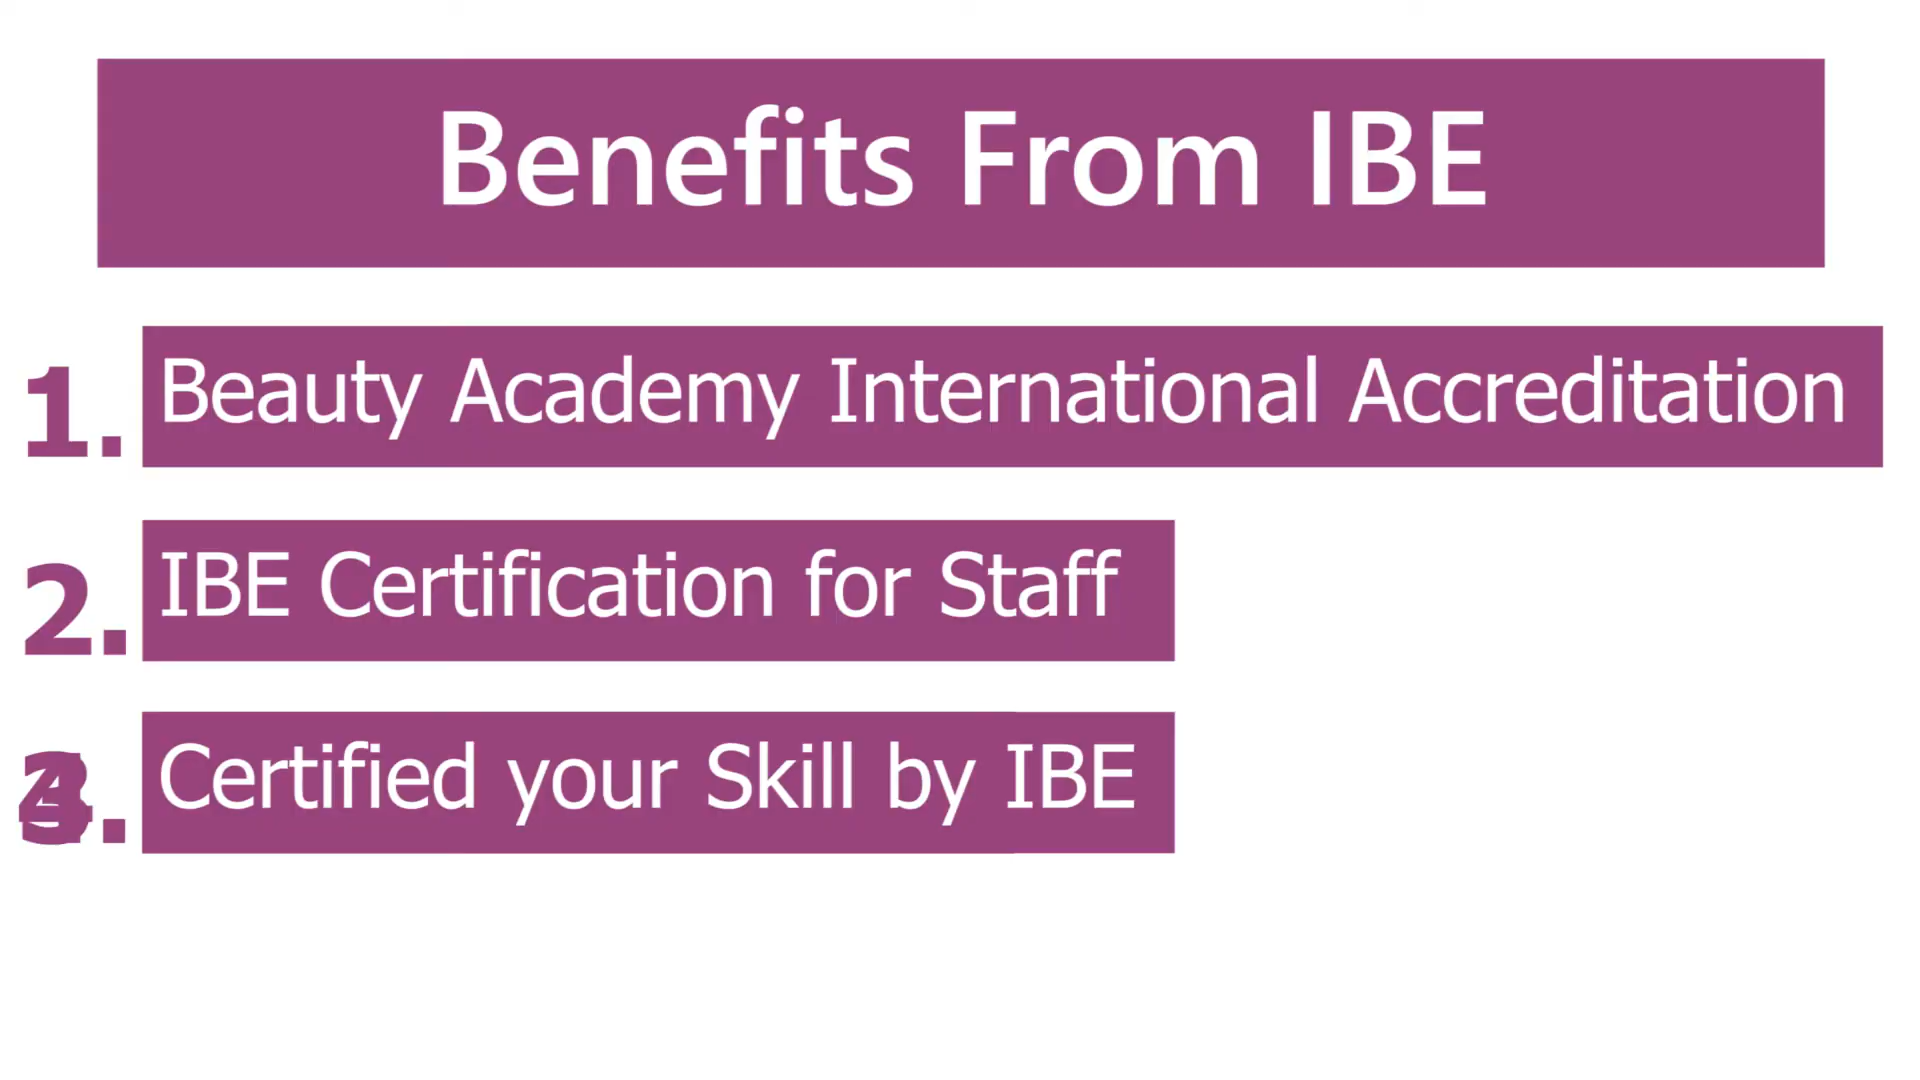 Benefits From IBE
1. Beauty Academy International Accreditation
2. IBE Certification for Staff
Certified your Skill by IBE